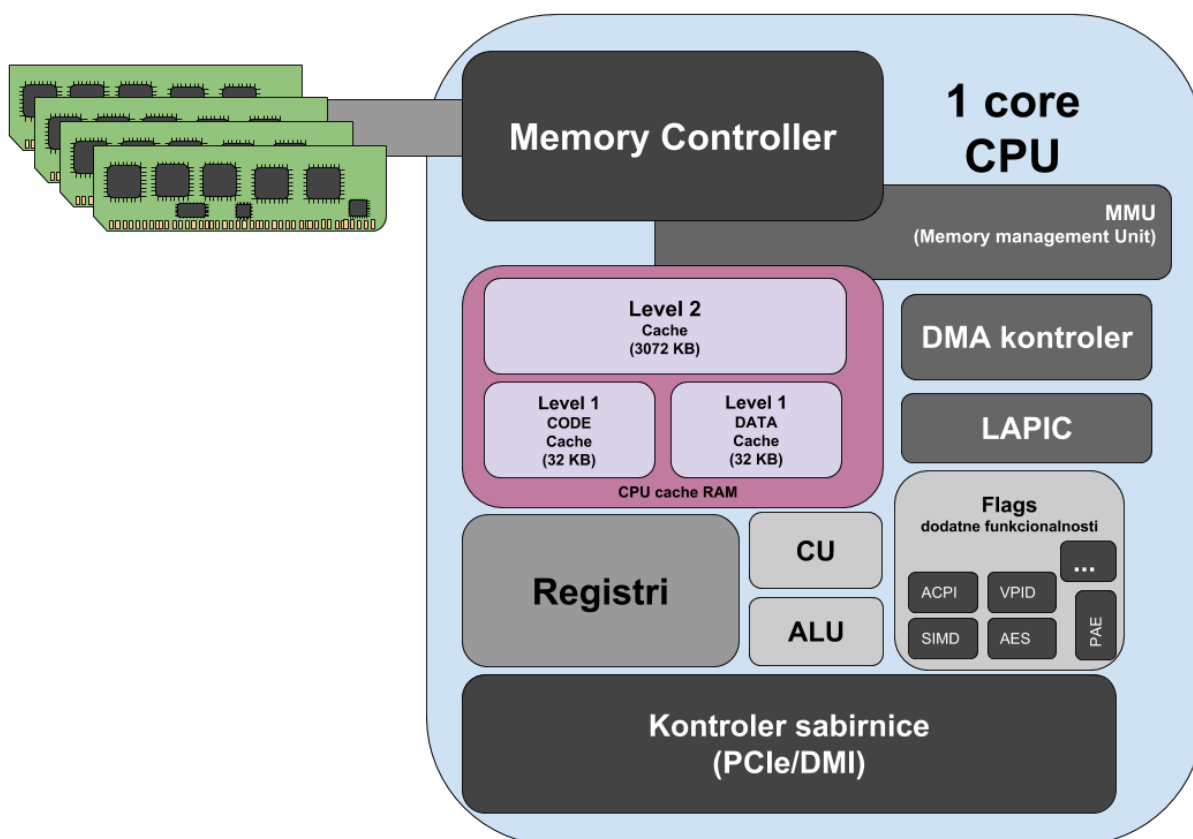 Memory Controller
1 core
CPU
MMU
(Memory management Unit)
Level 2
Cache
(3072 KB)
Level 1
CODE
Cache
(32 KB)
Level 1
DATA
Cache
(32 KB)
CPU cache RAM
DMA kontroler
LAPIC
Registri
CU
ALU
Flags
dodatne funkcionalnosti
...
ACPI
VPID
SIMD
AES
PAE
Kontroler sabirnice
(PCIe/DMI)